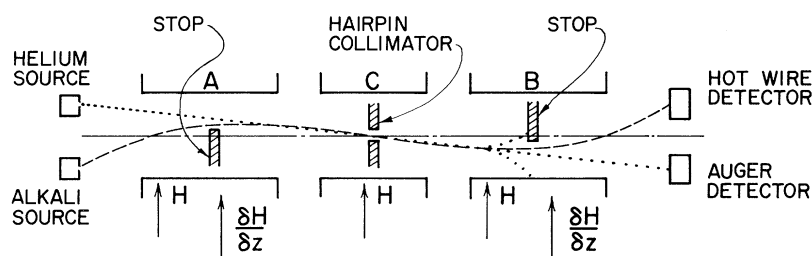 STOP
HAIRPIN
COLLIMATOR
STOP
HELIUM
SOURCE
A
C
B
HOT WIRE
DETECTOR
ALKALI
SOURCE
AUGER
DETECTOR
H
δH
δz
H
H
δH
δz